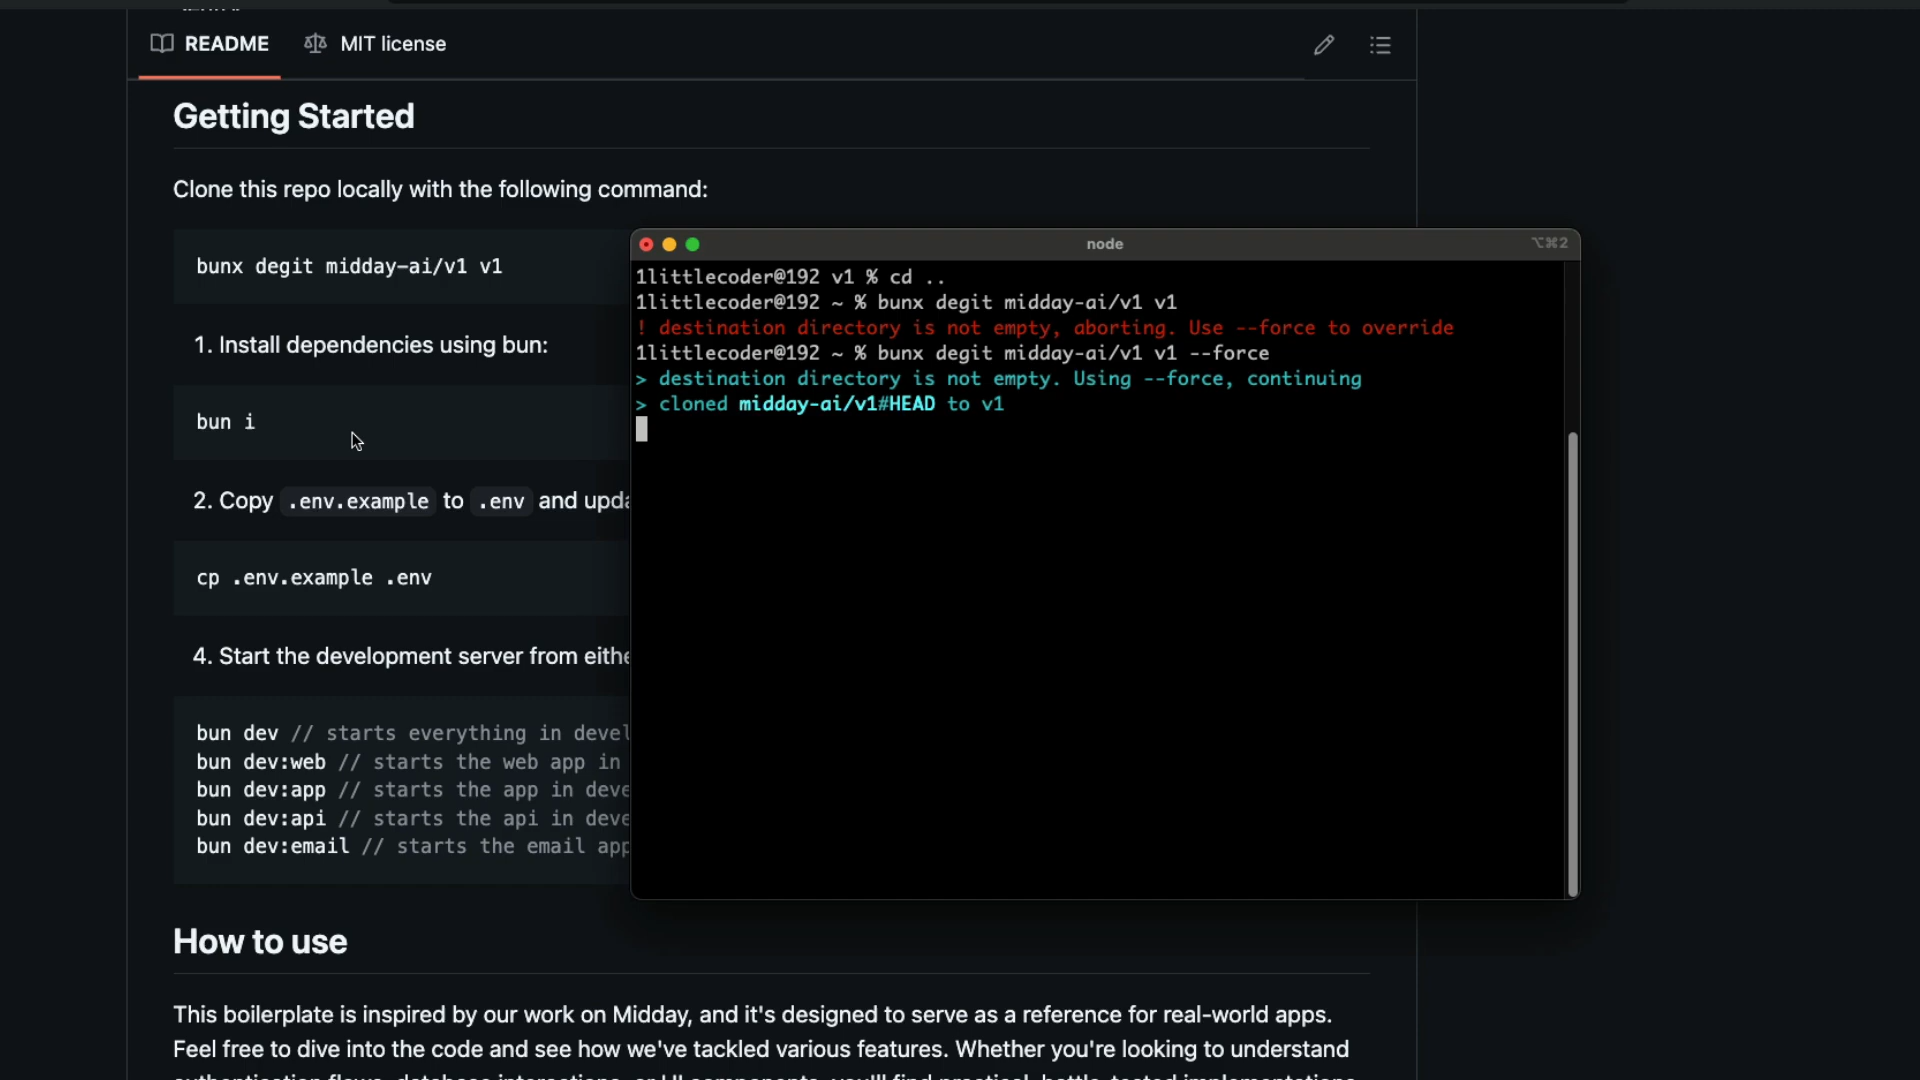 README
MIT license
Getting Started
Clone this repo locally with the following command:
bunx degit midday-ai/v1 v1
1. Install dependencies using bun:
bun i
2. Copy .env.example to .env and upda
cp .env.example .env
4. Start the development server from eithe
bun dev // starts everything in devel
bun dev:web // starts the web app in
bun dev:app // starts the app in deve
bun dev:api // starts the api in deve
bun dev:email // starts the email app
node
⌥⌘2
1littlecoder@192 v1 % cd ..
1littlecoder@192 ~ % bunx degit midday-ai/v1 v1
! destination directory is not empty, aborting. Use --force to override
1littlecoder@192 ~ % bunx degit midday-ai/v1 v1 --force
> destination directory is not empty. Using --force, continuing
> cloned midday-ai/v1#HEAD to v1
How to use
This boilerplate is inspired by our work on Midday, and it's designed to serve as a reference for real-world apps.
Feel free to dive into the code and see how we've tackled various features. Whether you're looking to understand